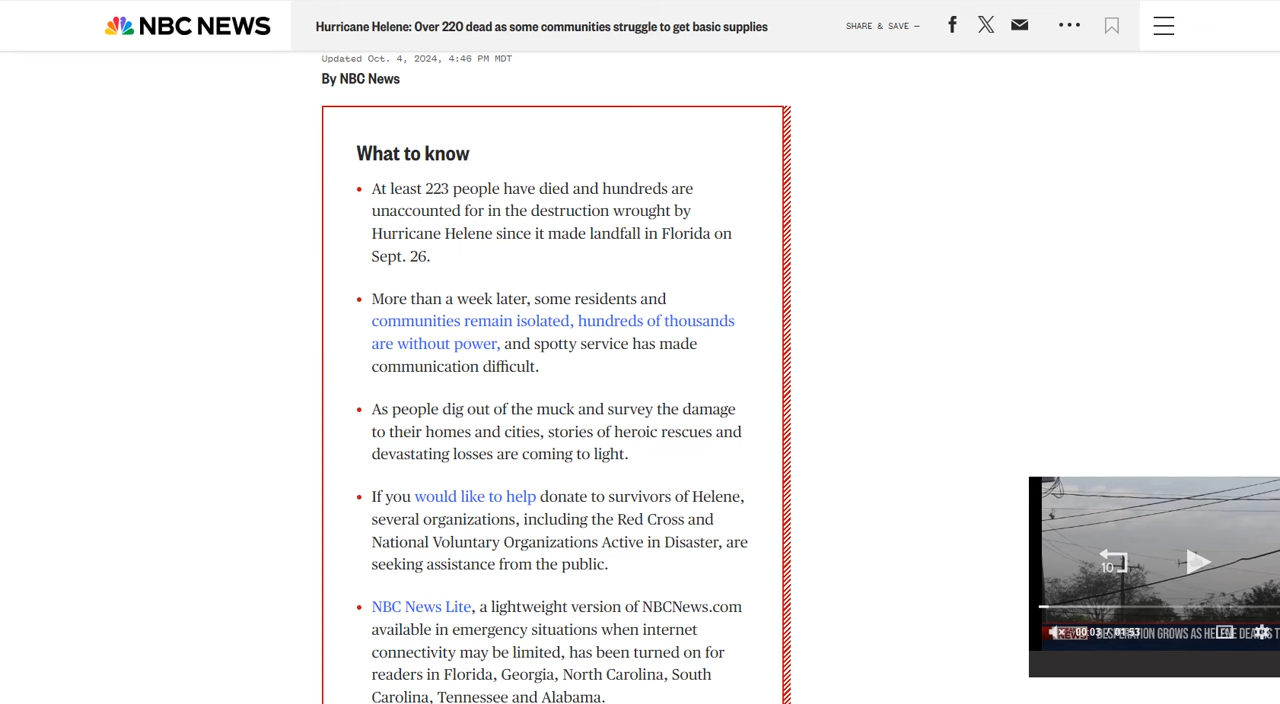 NBC NEWS
Hurricane Helene: Over 220 dead as some communities struggle to get basic supplies
SHARE & SAVE —
Updated Oct. 4, 2024, 4:46 PM MDT
By NBC News
What to know
At least 223 people have died and hundreds are
unaccounted for in the destruction wrought by
Hurricane Helene since it made landfall in Florida on
Sept. 26.
More than a week later, some residents and
communities remain isolated, hundreds of thousands
are without power, and spotty service has made
communication difficult.
As people dig out of the muck and survey the damage
to their homes and cities, stories of heroic rescues and
devastating losses are coming to light.
If you would like to help donate to survivors of Helene,
several organizations, including the Red Cross and
National Voluntary Organizations Active in Disaster, are
seeking assistance from the public.
NBC News Lite, a lightweight version of NBCNews.com
available in emergency situations when internet
connectivity may be limited, has been turned on for
readers in Florida, Georgia, North Carolina, South
Carolina, Tennessee and Alabama.
10
00:03 / 01:53
GROWS AS